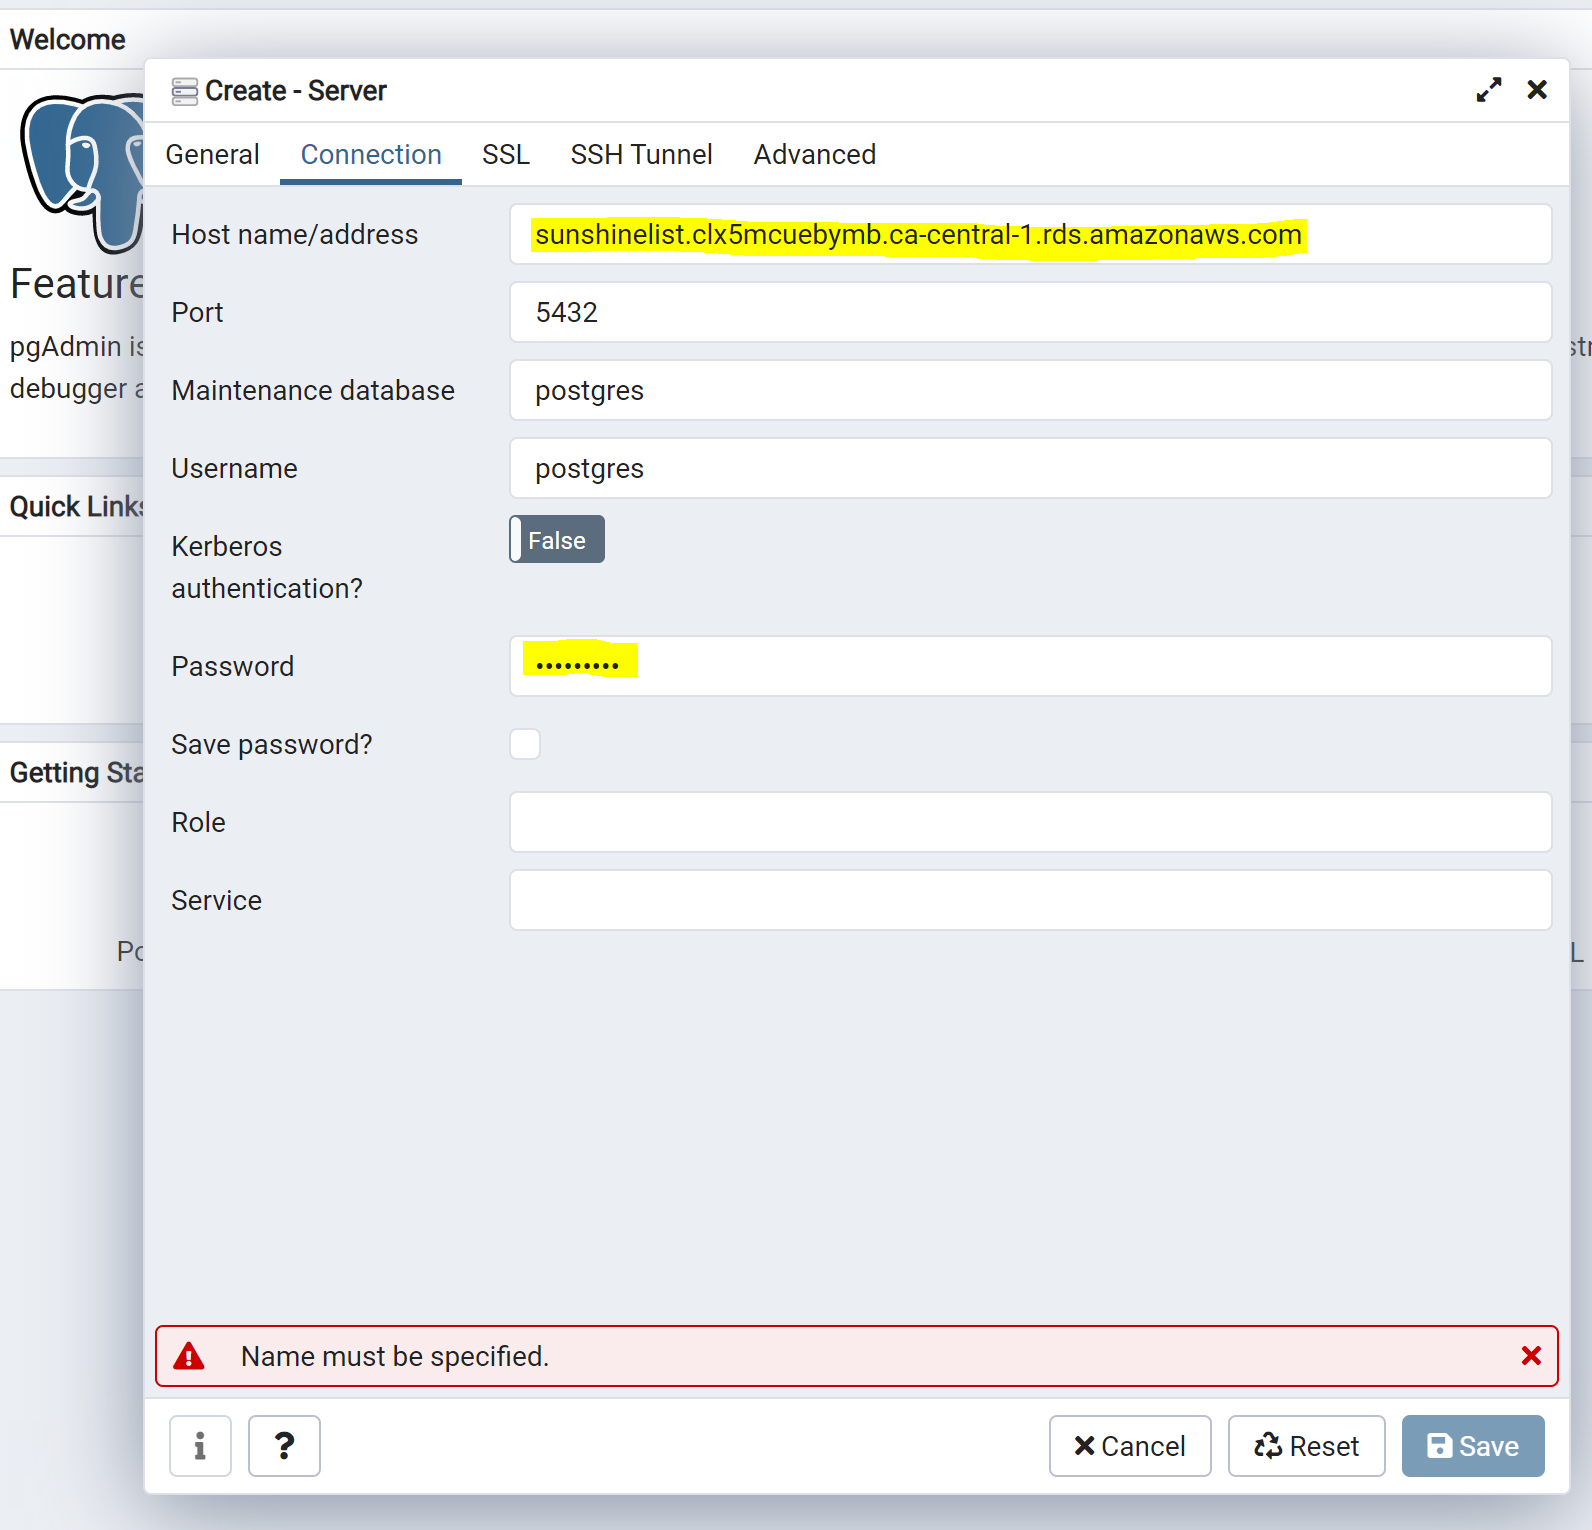 Welcome
Create - Server
General Connection SSL SSH Tunnel Advanced
Host name/address
sunshinelist.clx5mcuebymb.ca-central-1.rds.amazonaws.com
Port
5432
Maintenance database
postgres
Username
postgres
Kerberos
authentication?
False
Password
•••••••••
Save password?
Role
Service
Name must be specified.
Cancel
Reset
Save
Feature
pgAdmin is
debugger a
Quick Links
Getting Sta
Po